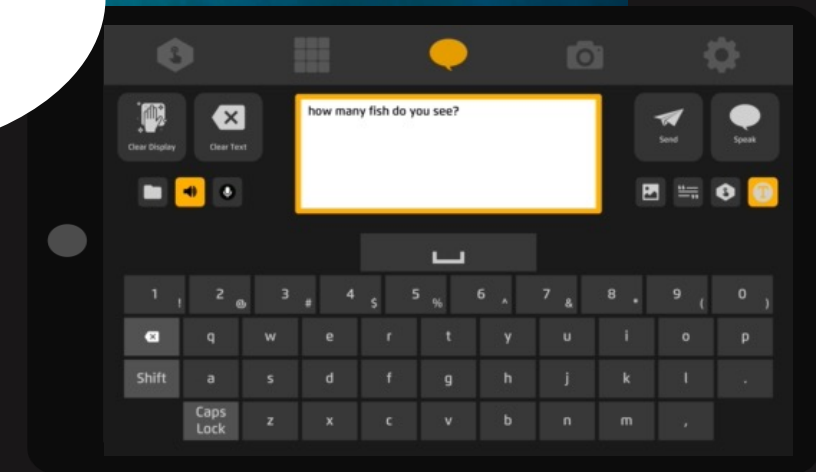 how many fish do you see?
Clear Display
Clear Text
Send
Speak
1 ! 2 @ 3 # 4 $ 5 % 6 ^ 7 & 8 * 9 ( 0 )
q w e r t y u i o p
Shift a s d f g h j k l .
Caps Lock z x c v b n m ,